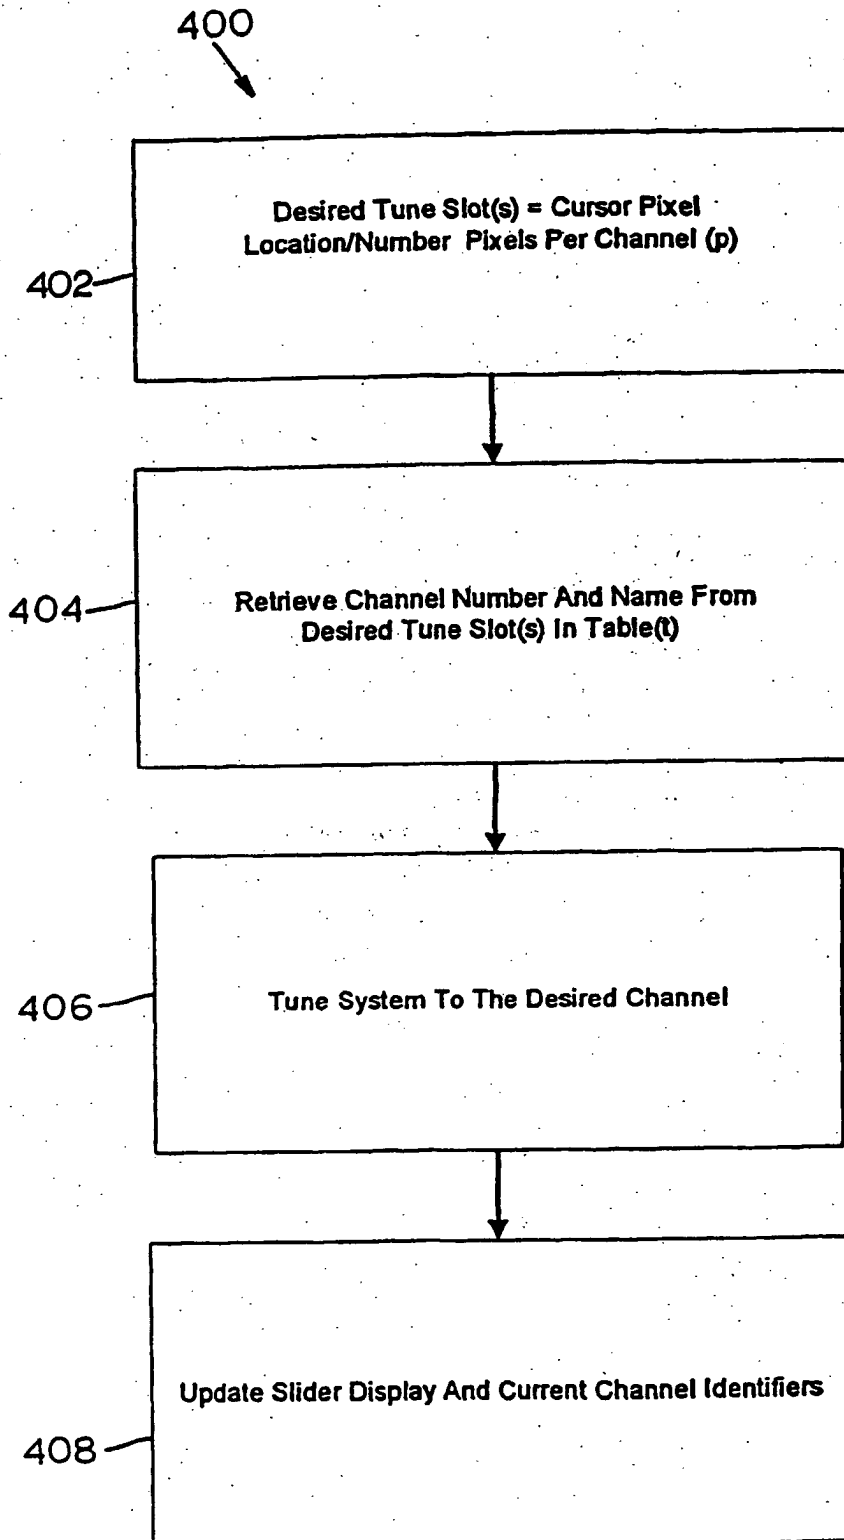 400
Desired Tune Slot(s) = Cursor Pixel
Location/Number Pixels Per Channel (p)
402
404
Retrieve Channel Number And Name From
Desired Tune Slot(s) In Table(t)
406
Tune System To The Desired Channel
Update Slider Display And Current Channel Identifiers
408